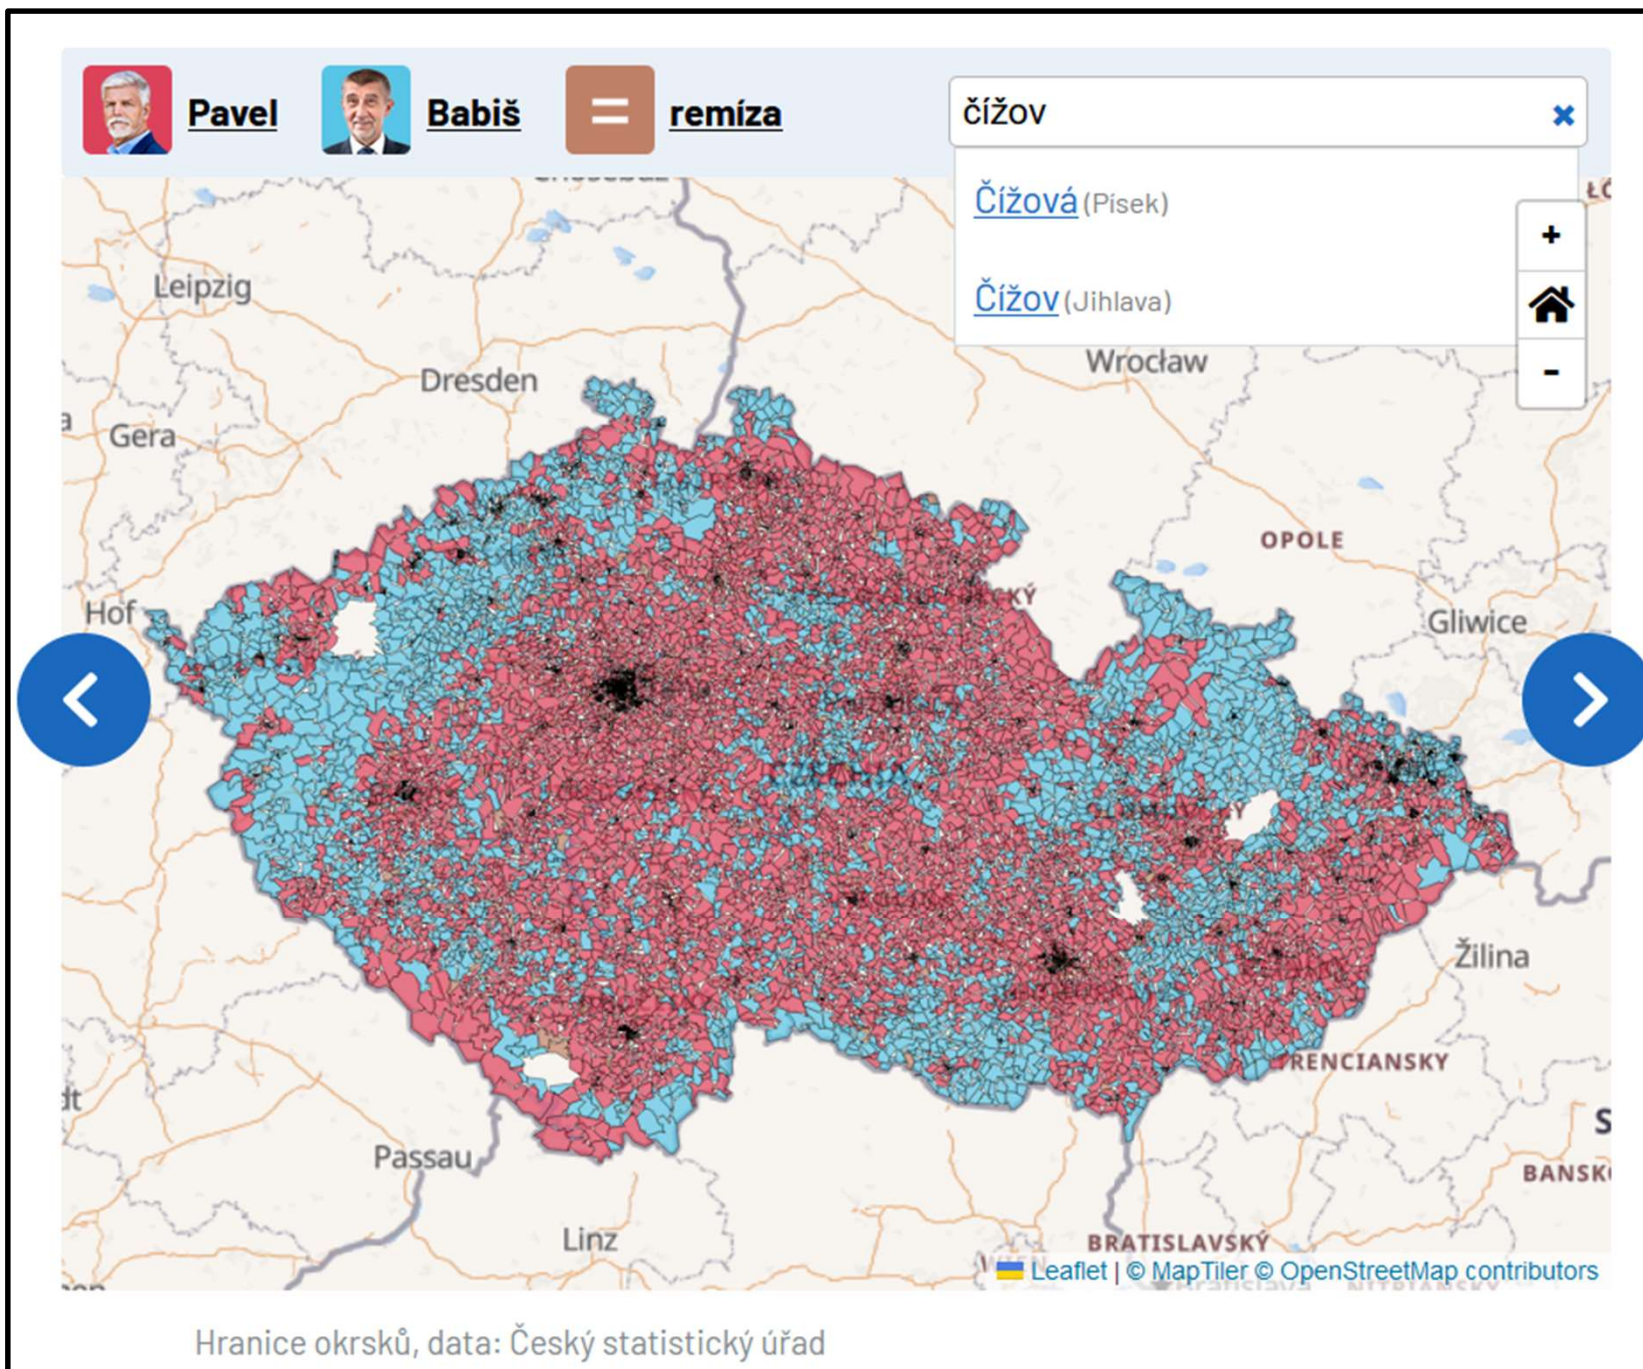 Pavel
Babiš
=
remíza
čížov
Čížová (Písek)
Čížov (Jihlava)
+
-
Leipzig
Wrocław
Dresden
Gera
OPOLE
Hof
Gliwice
Žilina
RENCIANSKY
Passau
BANSK
Linz
BRATISLAVSKÝ
Leaflet | © MapTiler © OpenStreetMap contributors
Hranice okrsků, data: Český statistický úřad